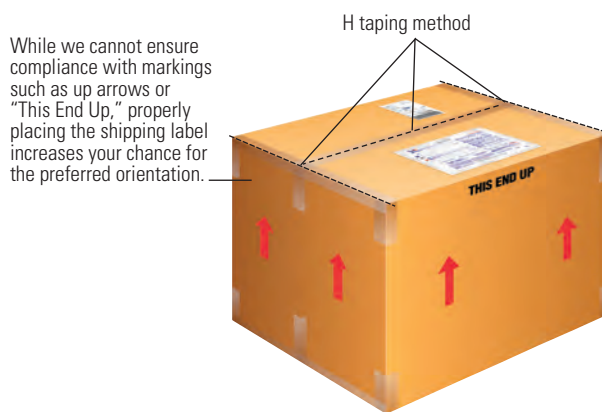 H taping method
While we cannot ensure
compliance with markings
such as up arrows or
“This End Up,” properly
placing the shipping label
increases your chance for
the preferred orientation.
THIS END UP